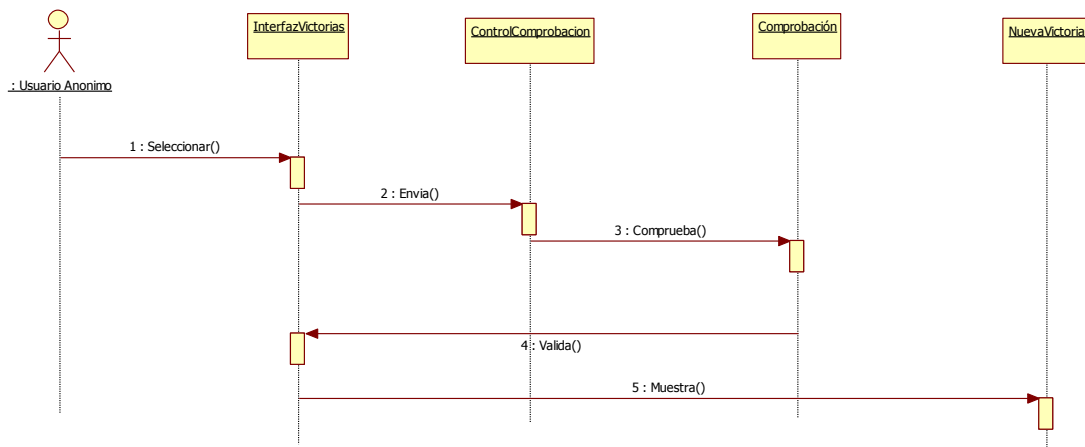 InterfazVictorias
ControlComprobacion
Comprobación
NuevaVictoria
: Usuario Anonimo
1 : Seleccionar()
2 : Envia()
3 : Comprueba()
4 : Valida()
5 : Muestra()